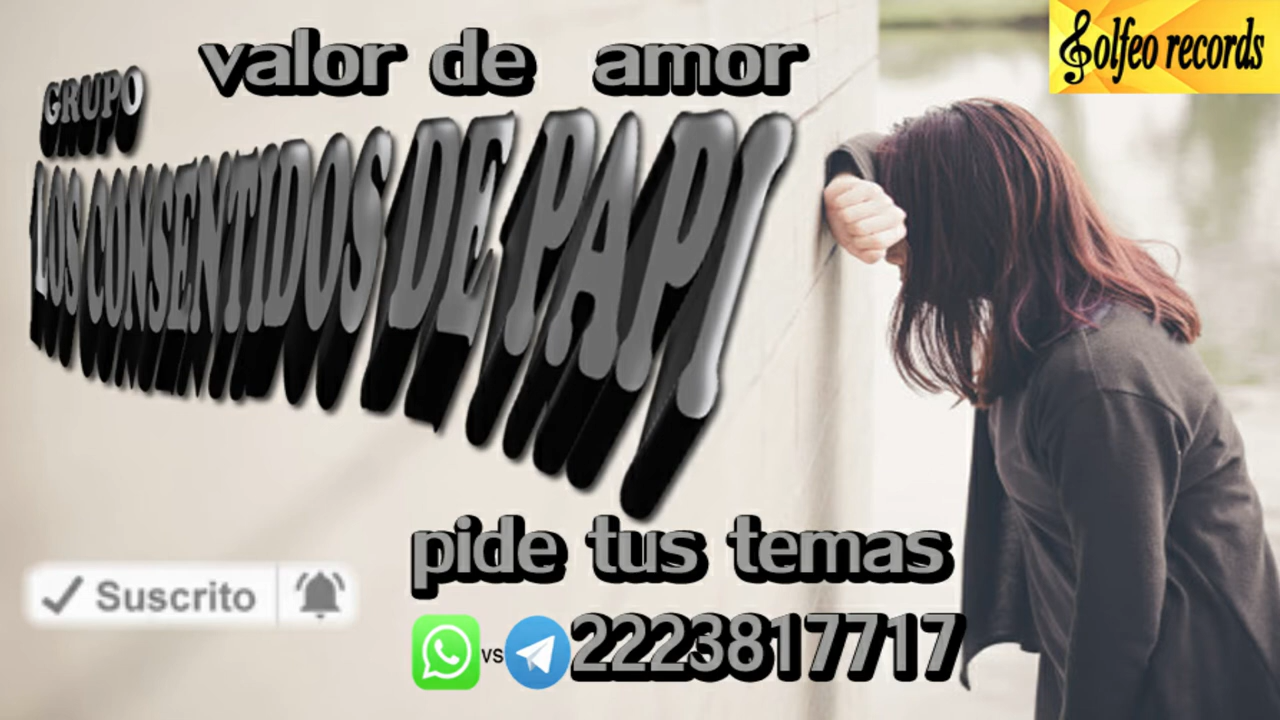 valor de amor
Solfeo records
GRUPO
LOS CONSENTIDOS DE PAPI
pide tus temas
Suscrito
vs 2223817717